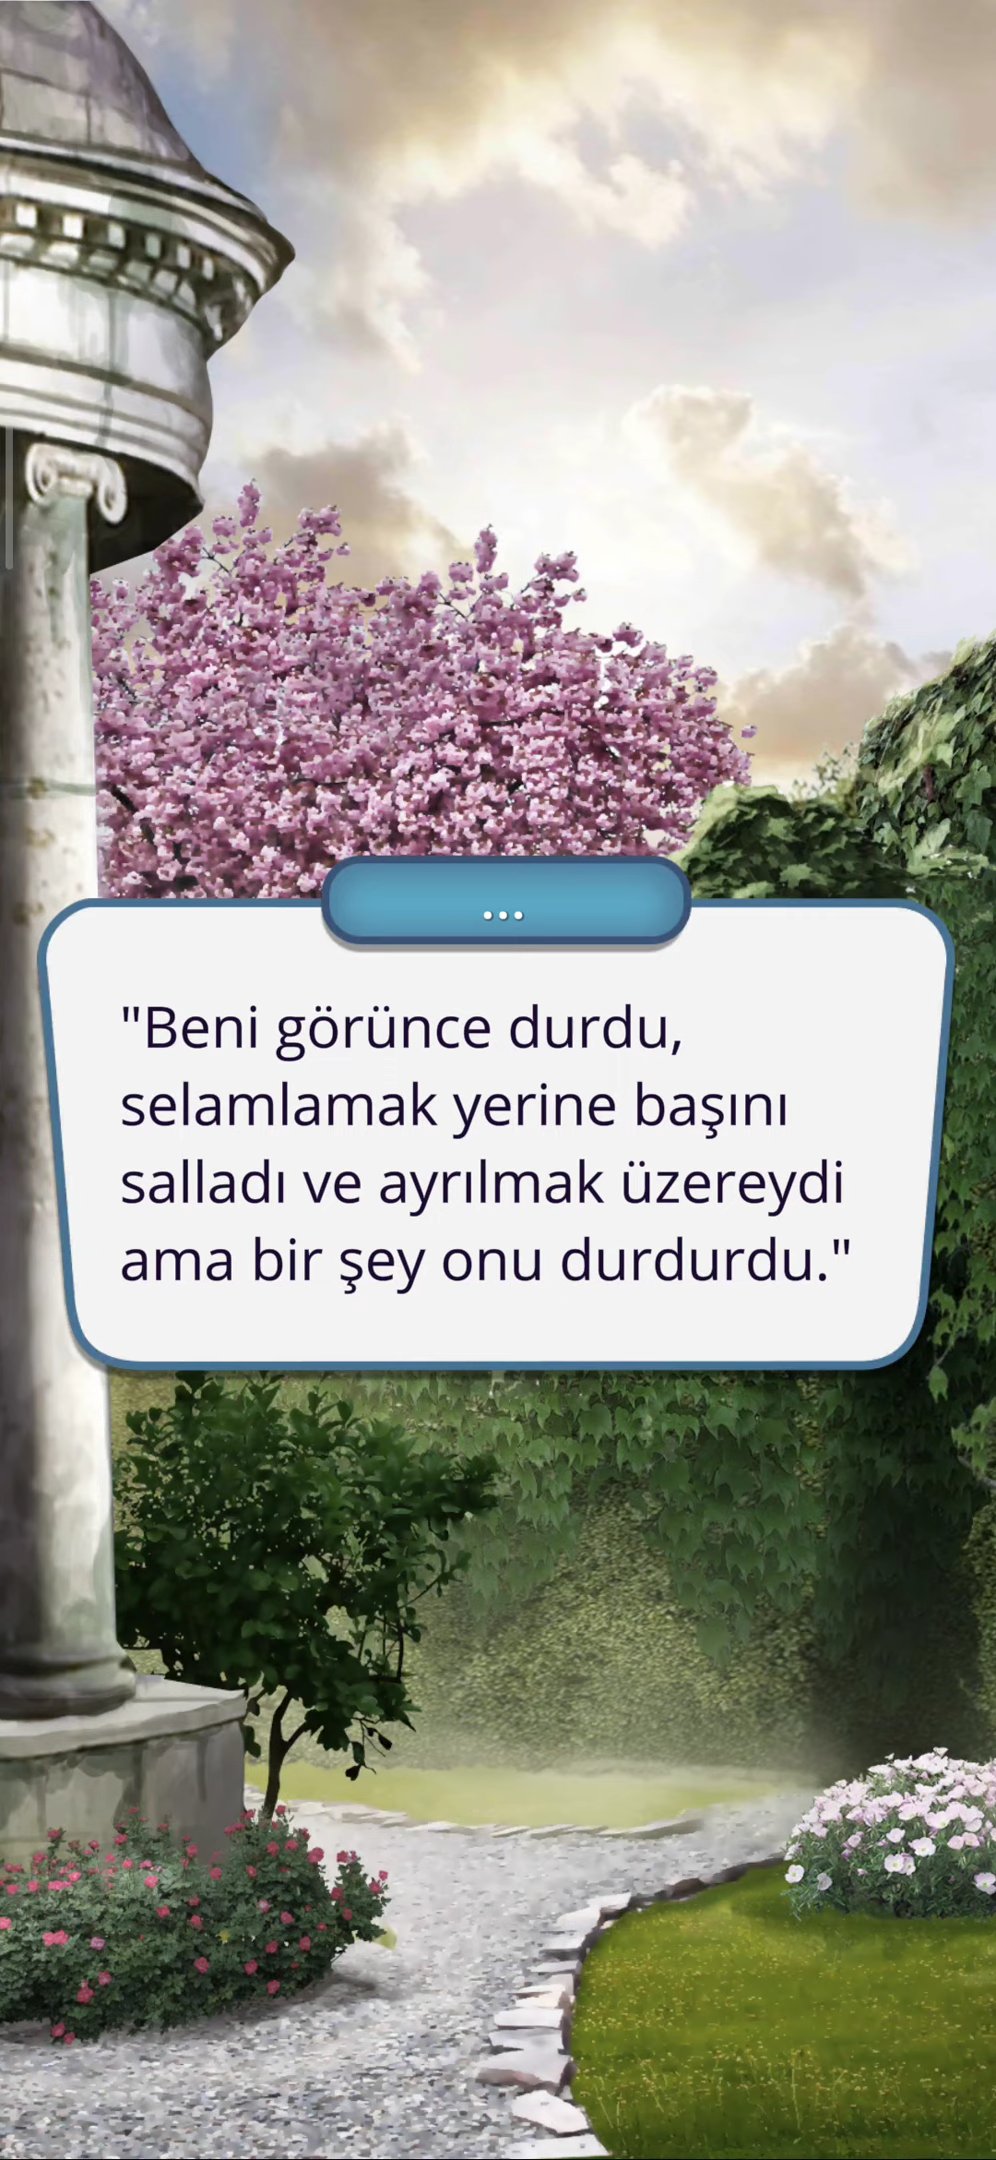 ...
"Beni görünce durdu,
selamlamak yerine başını
salladı ve ayrılmak üzereydi
ama bir şey onu durdurdu."